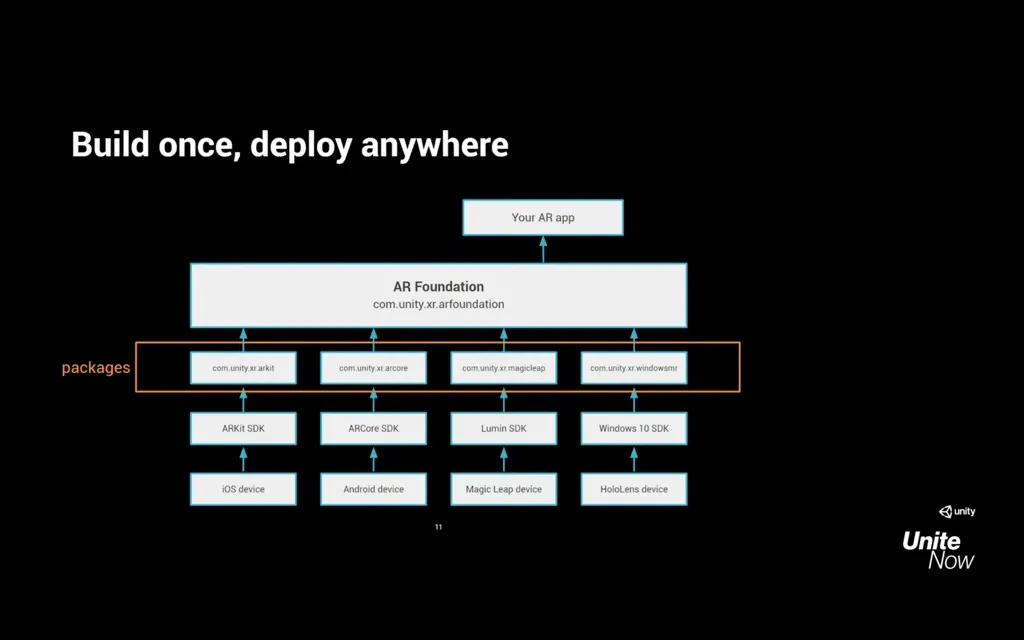 Build once, deploy anywhere
Your AR app
AR Foundation
com.unity.xr.arfoundation
packages
com.unity.xr.arkit
com.unity.xr.arcore
com.unity.xr.magicleap
com.unity.xr.windowsmr
ARKit SDK
ARCore SDK
Lumin SDK
Windows 10 SDK
iOS device
Android device
Magic Leap device
HoloLens device
11
unity
Unite
Now